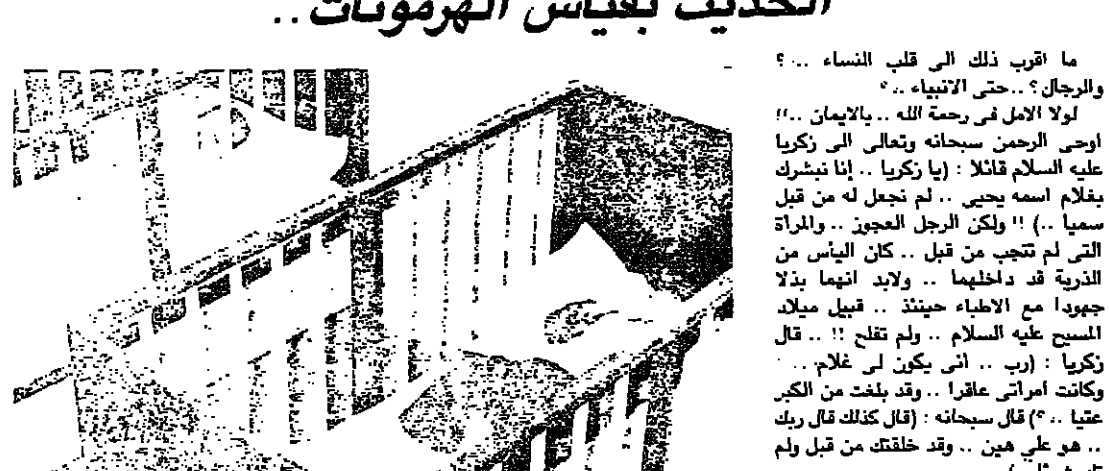 الحديث بقياس الهرمونات ..
ما اقرب ذلك الى قلب النساء .. ؟
والرجال ؟ .. حتى الانبياء .. ؟
لولا الامل فى رحمة الله .. بالايمان .. !!
اوحى الرحمن سبحانه وتعالى الى زكريا
عليه السلام قائلا : (يا زكريا .. إنا نبشرك
بغلام اسمه يحيى .. لم نجعل له من قبل
سميا ..) !! ولكن الرجل العجوز .. والمرأة
التى لم تنجب من قبل .. كان اليأس من
الذرية قد داخلهما .. ولابد انهما بذلا
جهودا مع الاطباء حينئذ .. قبيل ميلاد
المسيح عليه السلام .. ولم تفلح !! .. قال
زكريا : (رب .. أنى يكون لى غلام ..
وكانت امرأتى عاقرا .. وقد بلغت من الكبر
عتيا .. ؟) قال سبحانه : (قال كذلك قال ربك
.. هو على هين .. وقد خلقتك من قبل ولم